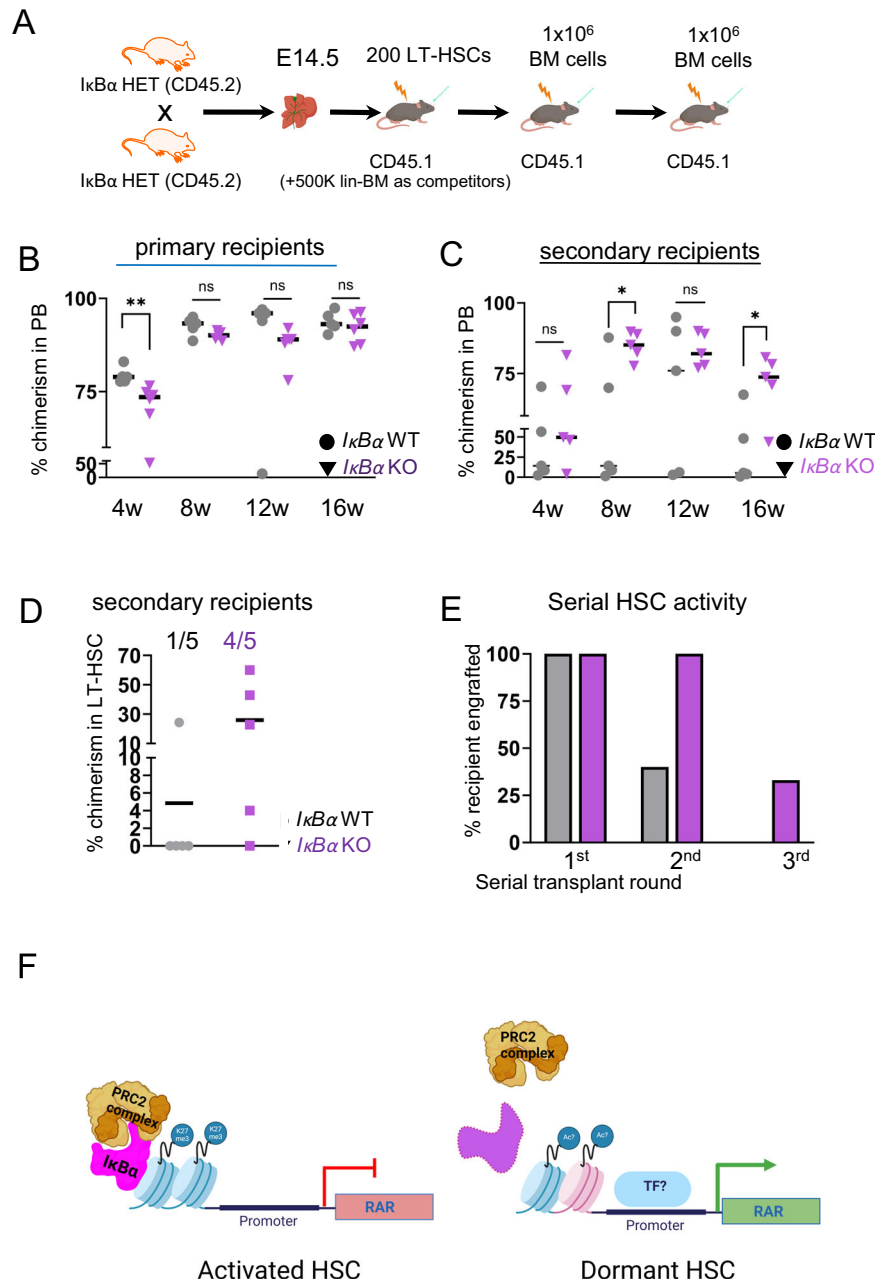 A
IκBα HET (CD45.2)
X
IκBα HET (CD45.2)
E14.5
200 LT-HSCs
CD45.1
(+500K lin-BM as competitors)
1x10⁶
BM cells
CD45.1
1x10⁶
BM cells
CD45.1
B
primary recipients
% chimerism in PB
100
75
50
0
**
ns
ns
ns
IκBα WT
IκBα KO
4w 8w 12w 16w
C
secondary recipients
% chimerism in PB
100
75
50
25
0
ns
*
ns
*
IκBα WT
IκBα KO
4w 8w 12w 16w
D
secondary recipients
1/5 4/5
% chimerism in LT-HSC
70
50
30
10
8
6
4
2
0
IκBα WT
IκBα KO
E
Serial HSC activity
% recipient engrafted
100
75
50
25
0
1st 2nd 3rd
Serial transplant round
F
PRC2
complex
IκBα
K27
me3
K27
me3
Promoter
RAR
Activated HSC
PRC2
complex
Ac?
Ac?
TF?
Promoter
RAR
Dormant HSC